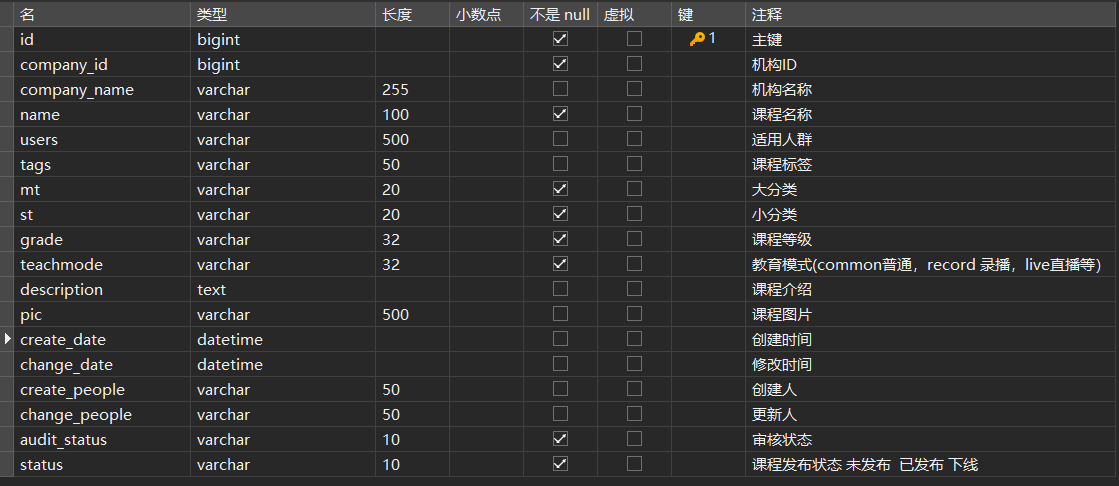 名 类型 长度 小数点 不是 null 虚拟 键 注释
id bigint 1 主键
company_id bigint 机构ID
company_name varchar 255 机构名称
name varchar 100 课程名称
users varchar 500 适用人群
tags varchar 50 课程标签
mt varchar 20 大分类
st varchar 20 小分类
grade varchar 32 课程等级
teachmode varchar 32 教育模式(common普通，record 录播，live直播等)
description text 课程介绍
pic varchar 500 课程图片
create_date datetime 创建时间
change_date datetime 修改时间
create_people varchar 50 创建人
change_people varchar 50 更新人
audit_status varchar 10 审核状态
status varchar 10 课程发布状态 未发布  已发布 下线